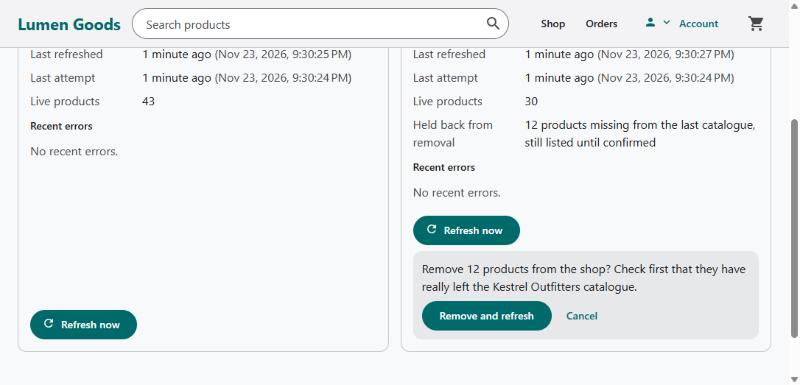 Lumen Goods
Search products
Shop
Orders
Account
Last refreshed 1 minute ago (Nov 23, 2026, 9:30:25 PM)
Last attempt 1 minute ago (Nov 23, 2026, 9:30:24 PM)
Live products 43
Recent errors
No recent errors.
Refresh now
Last refreshed 1 minute ago (Nov 23, 2026, 9:30:27 PM)
Last attempt 1 minute ago (Nov 23, 2026, 9:30:24 PM)
Live products 30
Held back from removal 12 products missing from the last catalogue, still listed until confirmed
Recent errors
No recent errors.
Refresh now
Remove 12 products from the shop? Check first that they have
really left the Kestrel Outfitters catalogue.
Remove and refresh
Cancel